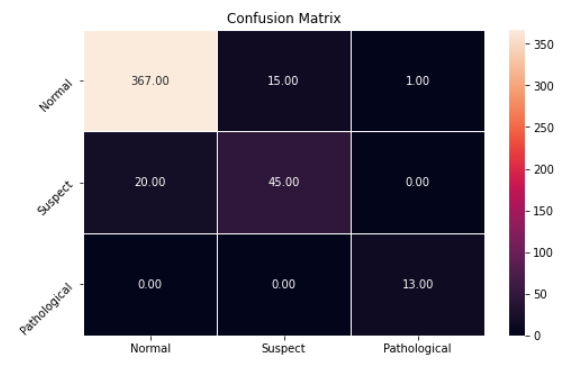 Confusion Matrix
Normal 367.00 15.00 1.00
Suspect 20.00 45.00 0.00
Pathological 0.00 0.00 13.00
Normal Suspect Pathological
350
300
250
200
150
100
50
0